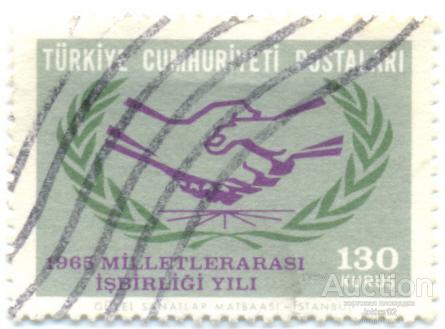 TÜRKİYE CUMHURİYETİ POSTALARI
1965 MİLLETLERARASI
İŞBİRLİĞİ YILI
130
KURUŞ
GÜZEL SANATLAR MATBAASI - İSTANBUL
Auction